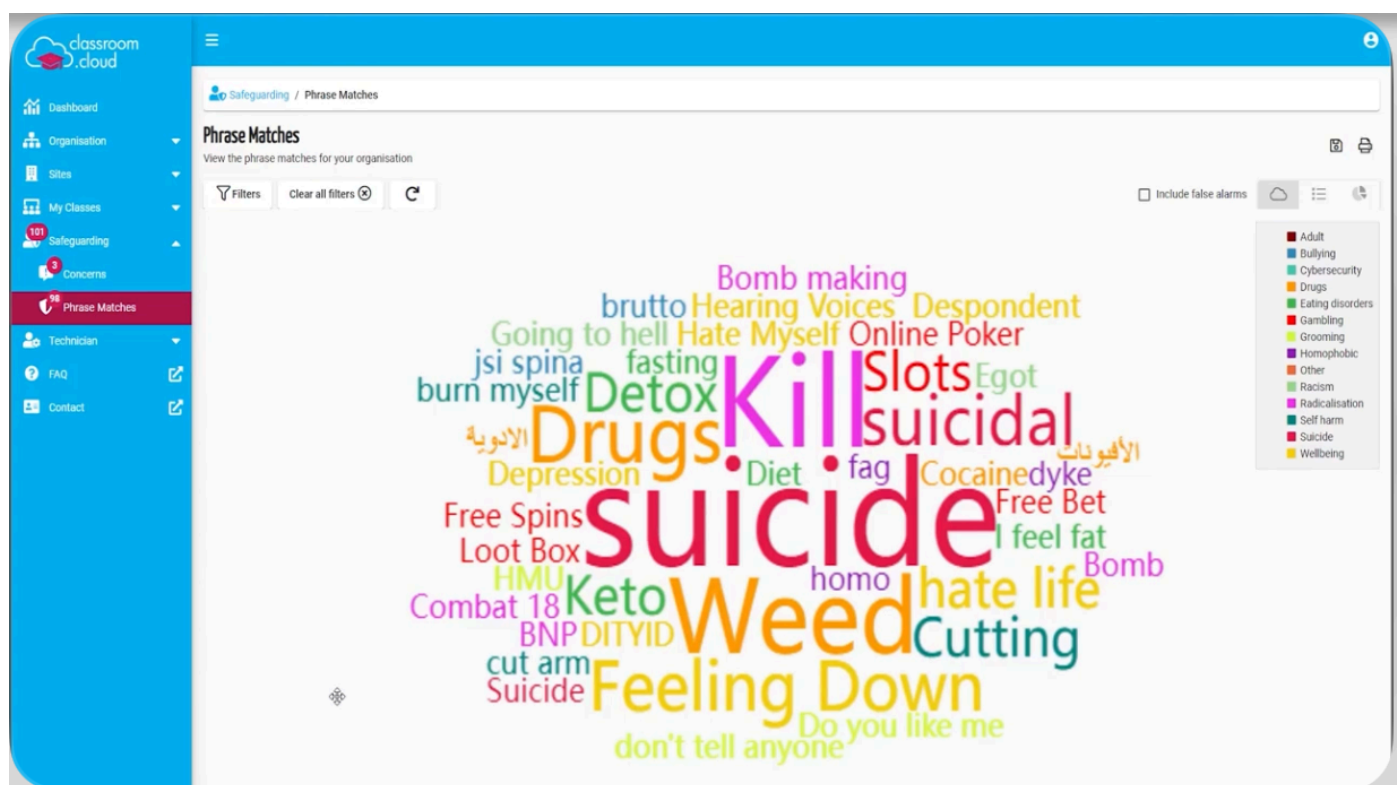 classroom
.cloud
Dashboard
Organisation
Sites
My Classes
101
Safeguarding
3
Concerns
98
Phrase Matches
Technician
FAQ
Contact
Safeguarding / Phrase Matches
Phrase Matches
View the phrase matches for your organisation
Filters
Clear all filters
Include false alarms
Adult
Bullying
Cybersecurity
Drugs
Eating disorders
Gambling
Grooming
Homophobic
Other
Racism
Radicalisation
Self harm
Suicide
Wellbeing
Bomb making
brutto Hearing Voices Despondent
Going to hell Hate Myself Online Poker
jsi spina fasting Kill Slots Egot
burn myself Detox suicidal
الادوية Drugs الأفيونات
Depression Diet fag Cocaine dyke
Free Spins suicide Free Bet
Loot Box I feel fat
HMU homo hate life Bomb
Combat 18 Keto Weed
BNP DITYID Cutting
cut arm
Suicide Feeling Down
Do you like me
don't tell anyone